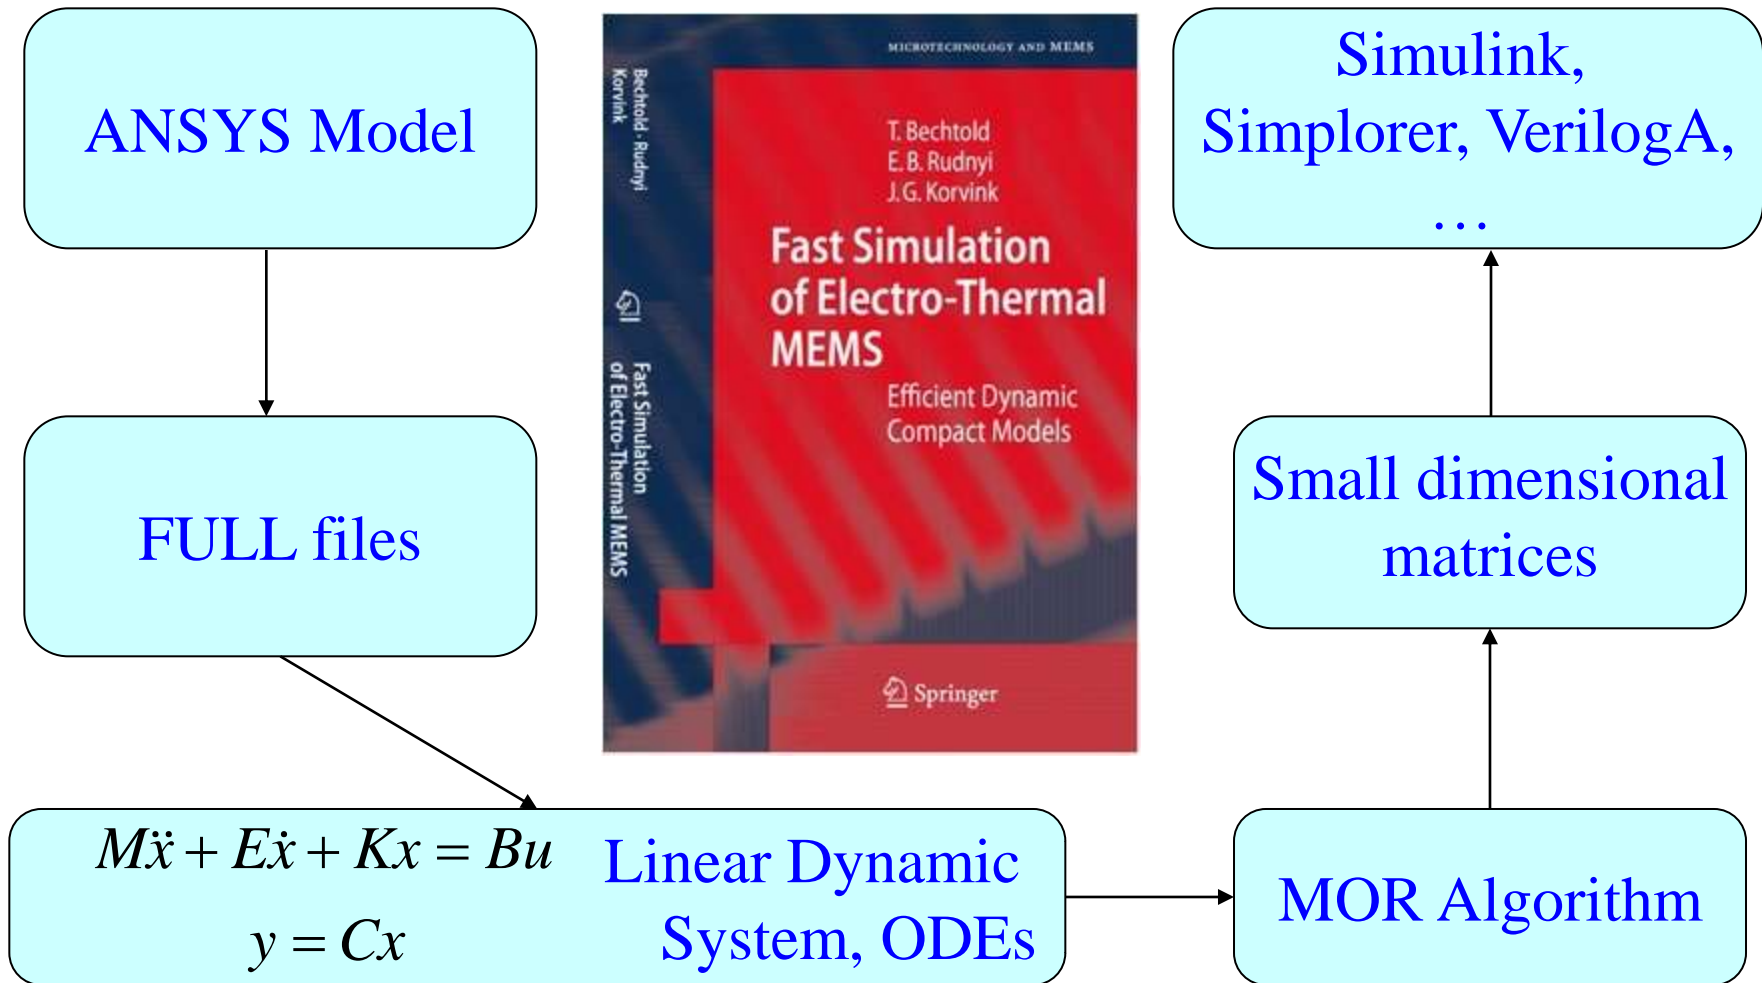 ANSYS Model
FULL files
Mẍ + Eẋ + Kx = Bu
y = Cx
Linear Dynamic
System, ODEs
MOR Algorithm
Small dimensional
matrices
Simulink,
Simplorer, VerilogA,
…
MICROTECHNOLOGY AND MEMS
T. Bechtold
E. B. Rudnyi
J. G. Korvink
Fast Simulation
of Electro-Thermal
MEMS
Efficient Dynamic
Compact Models
Springer
Bechtold · Rudnyi
Korvink
Fast Simulation
of Electro-Thermal MEMS